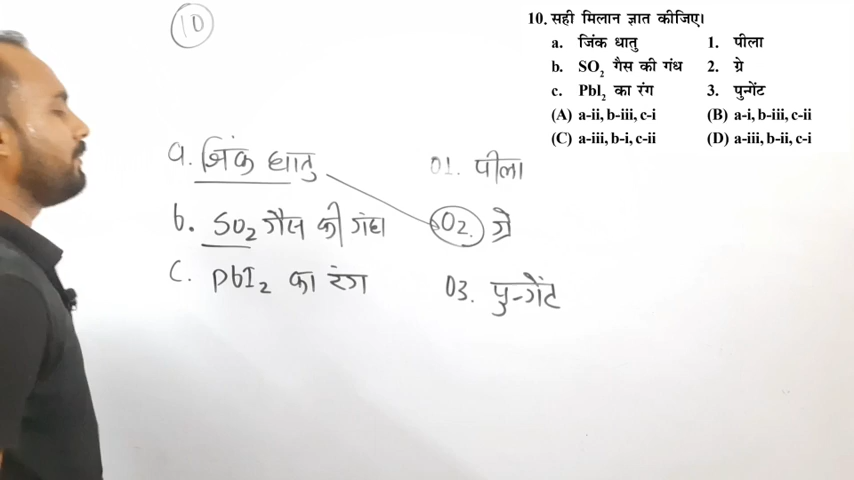 10
10. सही मिलान ज्ञात कीजिए।
a. जिंक धातु 1. पीला
b. SO₂ गैस की गंध 2. ग्रे
c. PbI₂ का रंग 3. पुन्गेंट
(A) a-ii, b-iii, c-i (B) a-i, b-iii, c-ii
(C) a-iii, b-i, c-ii (D) a-iii, b-ii, c-i
a. जिंक धातु 01. पीला
b. SO₂ गैस की गंध 02. ग्रे
C. PbI₂ का रंग 03. पुन्गेंट